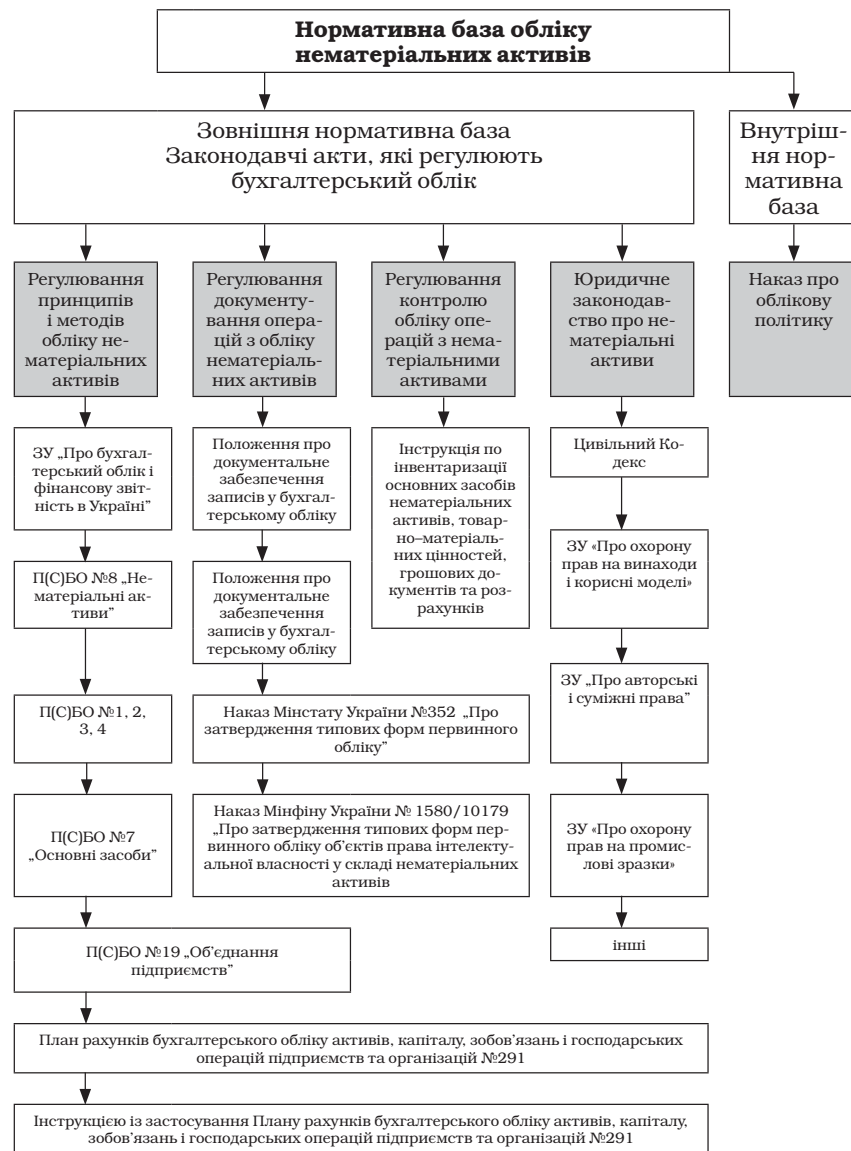 Нормативна база обліку
нематеріальних активів
Зовнішня нормативна база
Законодавчі акти, які регулюють
бухгалтерський облік
Внутріш-
ня нор-
мативна
база
Регулювання
принципів
і методів
обліку не-
матеріальних
активів
Регулювання
документу-
вання опера-
цій з обліку
нематеріаль-
них активів
Регулювання
контролю
обліку опе-
рацій з нема-
теріальними
активами
Юридичне
законодав-
ство про не-
матеріальні
активи
Наказ про
облікову
політику
ЗУ „Про бухгал-
терський облік і
фінансову звіт-
ність в Україні”
П(С)БО №8 „Не-
матеріальні ак-
тиви”
П(С)БО №1, 2,
3, 4
П(С)БО №7
„Основні засоби”
П(С)БО №19 „Об’єднання
підприємств”
Положення про
документальне
забезпечення
записів у бухгал-
терському обліку
Положення про
документальне
забезпечення
записів у бухгал-
терському обліку
Наказ Мінстату України №352 „Про
затвердження типових форм первинного
обліку”
Наказ Мінфіну України № 1580/10179
„Про затвердження типових форм пер-
винного обліку об’єктів права інтелекту-
альної власності у складі нематеріальних
активів
Інструкція по
інвентаризації
основних засобів
нематеріальних
активів, товар-
но–матеріаль-
них цінностей,
грошових до-
кументів та роз-
рахунків
Цивільний Ко-
декс
ЗУ «Про охорону
прав на винаходи
і корисні моделі»
ЗУ „Про авторські
і суміжні права”
ЗУ «Про охорону
прав на промис-
лові зразки»
інші
План рахунків бухгалтерського обліку активів, капіталу, зобов’язань і господарських
операцій підприємств та організацій №291
Інструкцією із застосування Плану рахунків бухгалтерського обліку активів, капіталу,
зобов’язань і господарських операцій підприємств та організацій №291